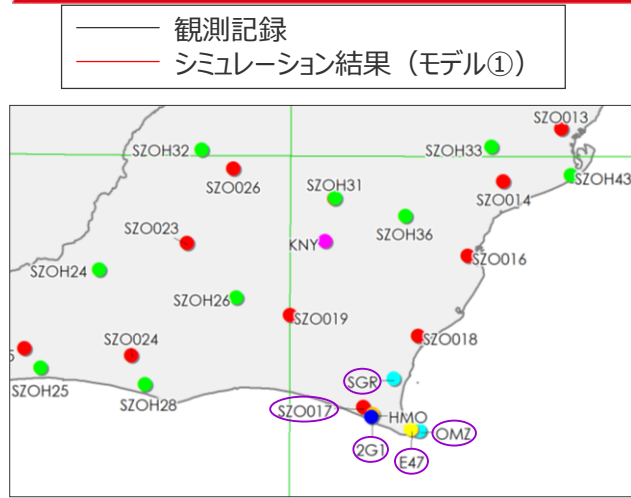 観測記録
シミュレーション結果（モデル①）
SZO013
SZOH32
SZOH33
SZO026
SZOH43
SZO014
SZOH31
SZO023
SZOH36
KNY
SZO016
SZOH24
SZOH26
SZO019
SZO024
SZO018
5
SZOH25
SZOH28
SGR
SZO017
HMO
OMZ
2G1
E47